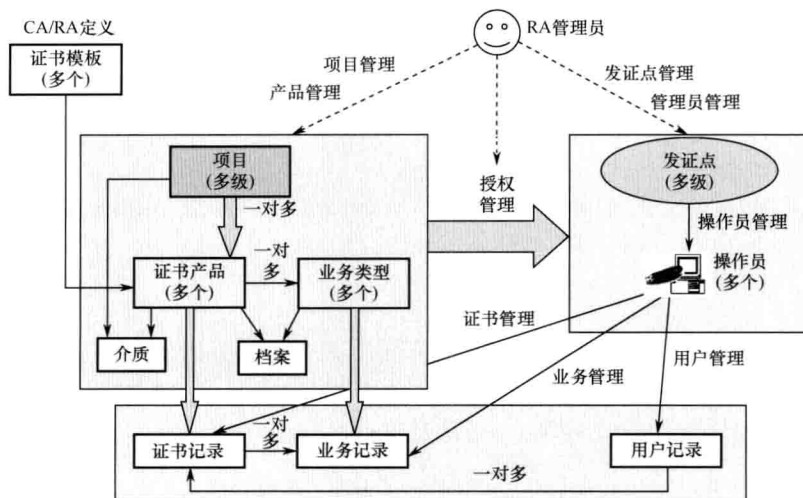 CA/RA定义
证书模板
(多个)
RA管理员
项目管理
产品管理
发证点管理
管理员管理
项目
(多级)
一对多
授权
管理
发证点
(多级)
操作员管理
操作员
(多个)
证书产品
(多个)
一对
多
业务类型
(多个)
介质
档案
证书管理
业务管理
用户管理
证书记录
一对
多
业务记录
用户记录
一对多